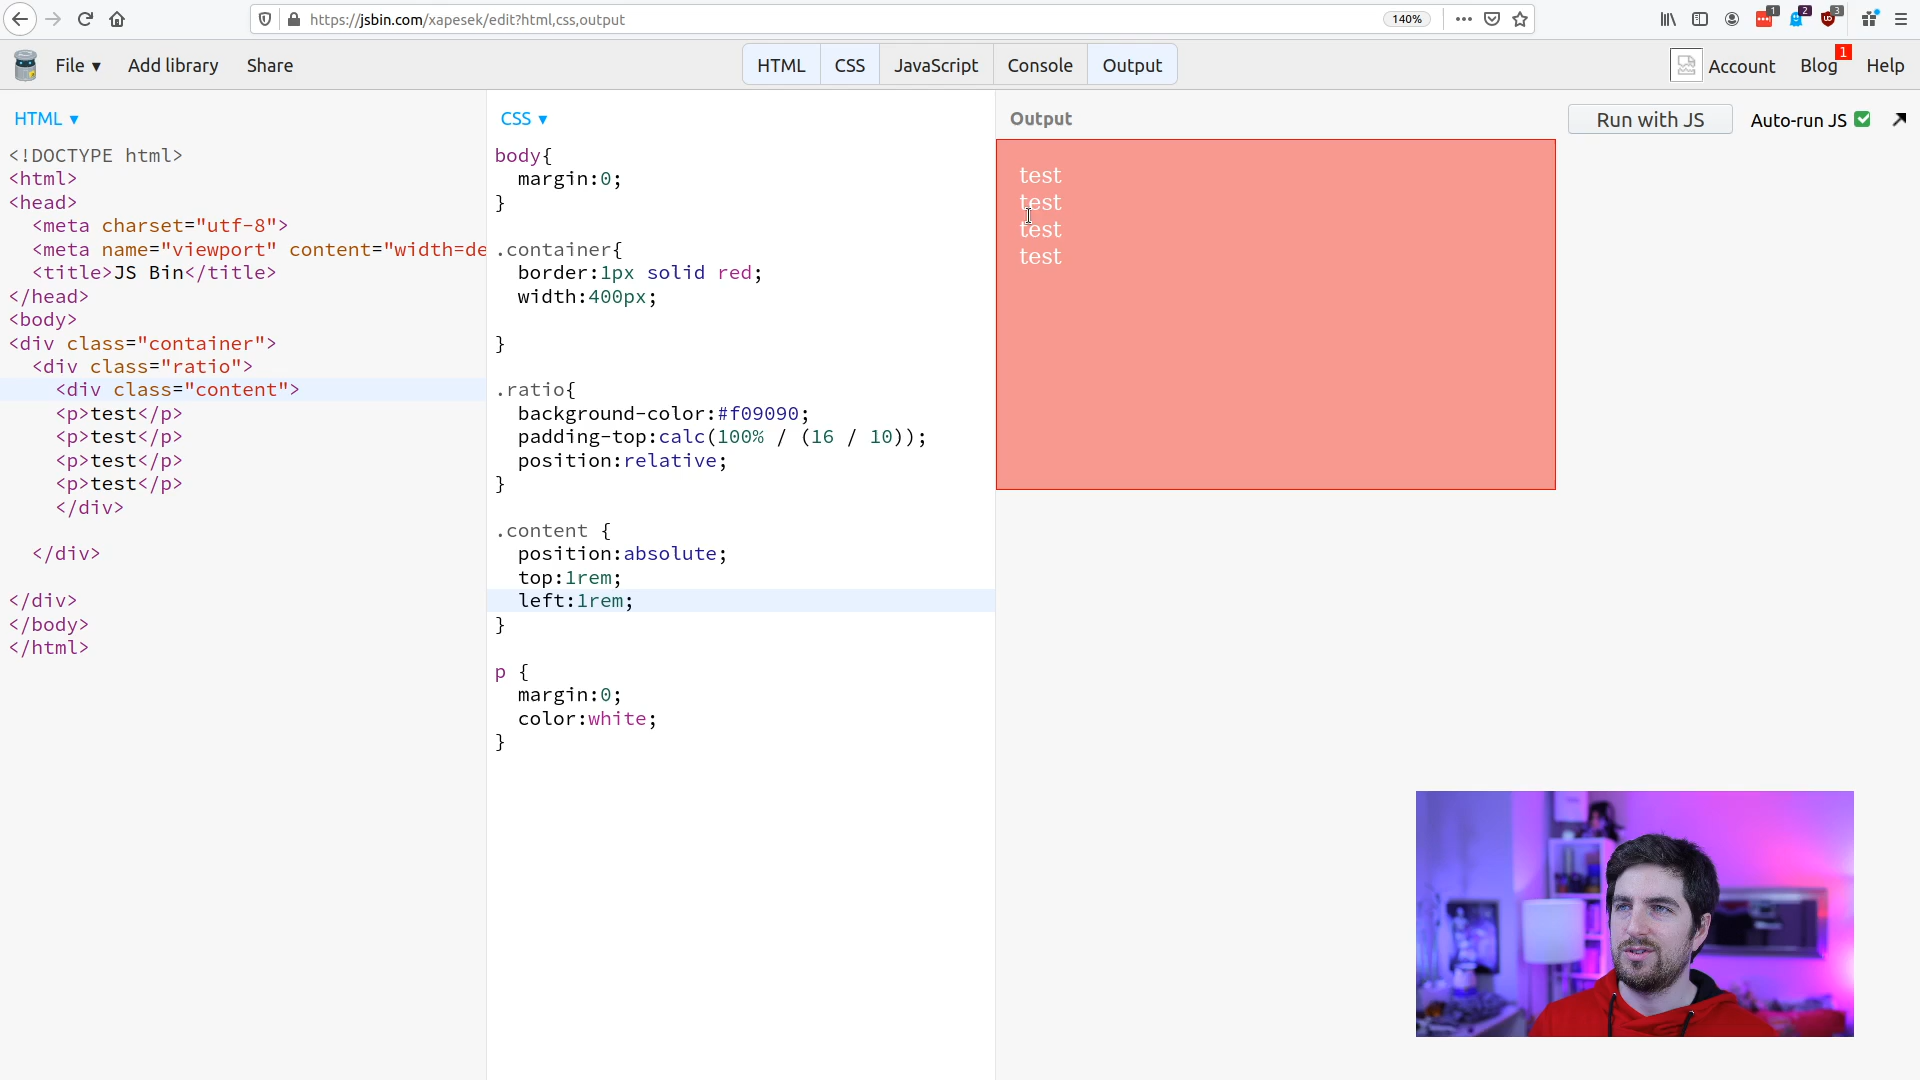 https://jsbin.com/xapesek/edit?html,css,output
140%
1
2
3
File ▾
Add library
Share
HTML
CSS
JavaScript
Console
Output
Account
Blog
1
Help
HTML ▾
<!DOCTYPE html>
<html>
<head>
  <meta charset="utf-8">
  <meta name="viewport" content="width=de
  <title>JS Bin</title>
</head>
<body>
<div class="container">
  <div class="ratio">
    <div class="content">
    <p>test</p>
    <p>test</p>
    <p>test</p>
    <p>test</p>
    </div>
  </div>
</div>
</body>
</html>
CSS ▾
body{
  margin:0;
}
.container{
  border:1px solid red;
  width:400px;
}
.ratio{
  background-color:#f09090;
  padding-top:calc(100% / (16 / 10));
  position:relative;
}
.content {
  position:absolute;
  top:1rem;
  left:1rem;
}
p {
  margin:0;
  color:white;
}
Output
Run with JS
Auto-run JS
test
test
test
test